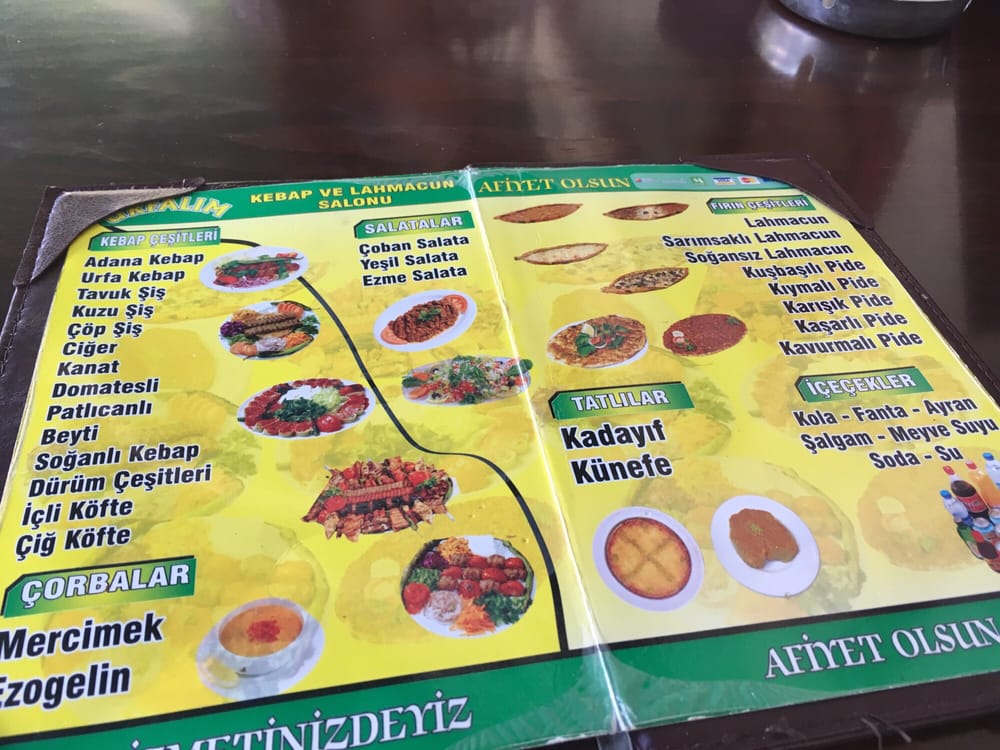 KEBAP VE LAHMACUN
SALONU
KEBAP ÇEŞİTLERİ
Adana Kebap
Urfa Kebap
Tavuk Şiş
Kuzu Şiş
Çöp Şiş
Ciğer
Kanat
Domatesli
Patlıcanlı
Beyti
Soğanlı Kebap
Dürüm Çeşitleri
İçli Köfte
Çiğ Köfte
ÇORBALAR
Mercimek
Ezogelin
SALATALAR
Çoban Salata
Yeşil Salata
Ezme Salata
AFİYET OLSUN
FIRIN ÇEŞİTLERİ
Lahmacun
Sarımsaklı Lahmacun
Soğansız Lahmacun
Kuşbaşılı Pide
Kıymalı Pide
Karışık Pide
Kaşarlı Pide
Kavurmalı Pide
TATLILAR
Kadayıf
Künefe
İÇEÇEKLER
Kola - Fanta - Ayran
Şalgam - Meyve Suyu
Soda - Su
AFİYET OLSUN